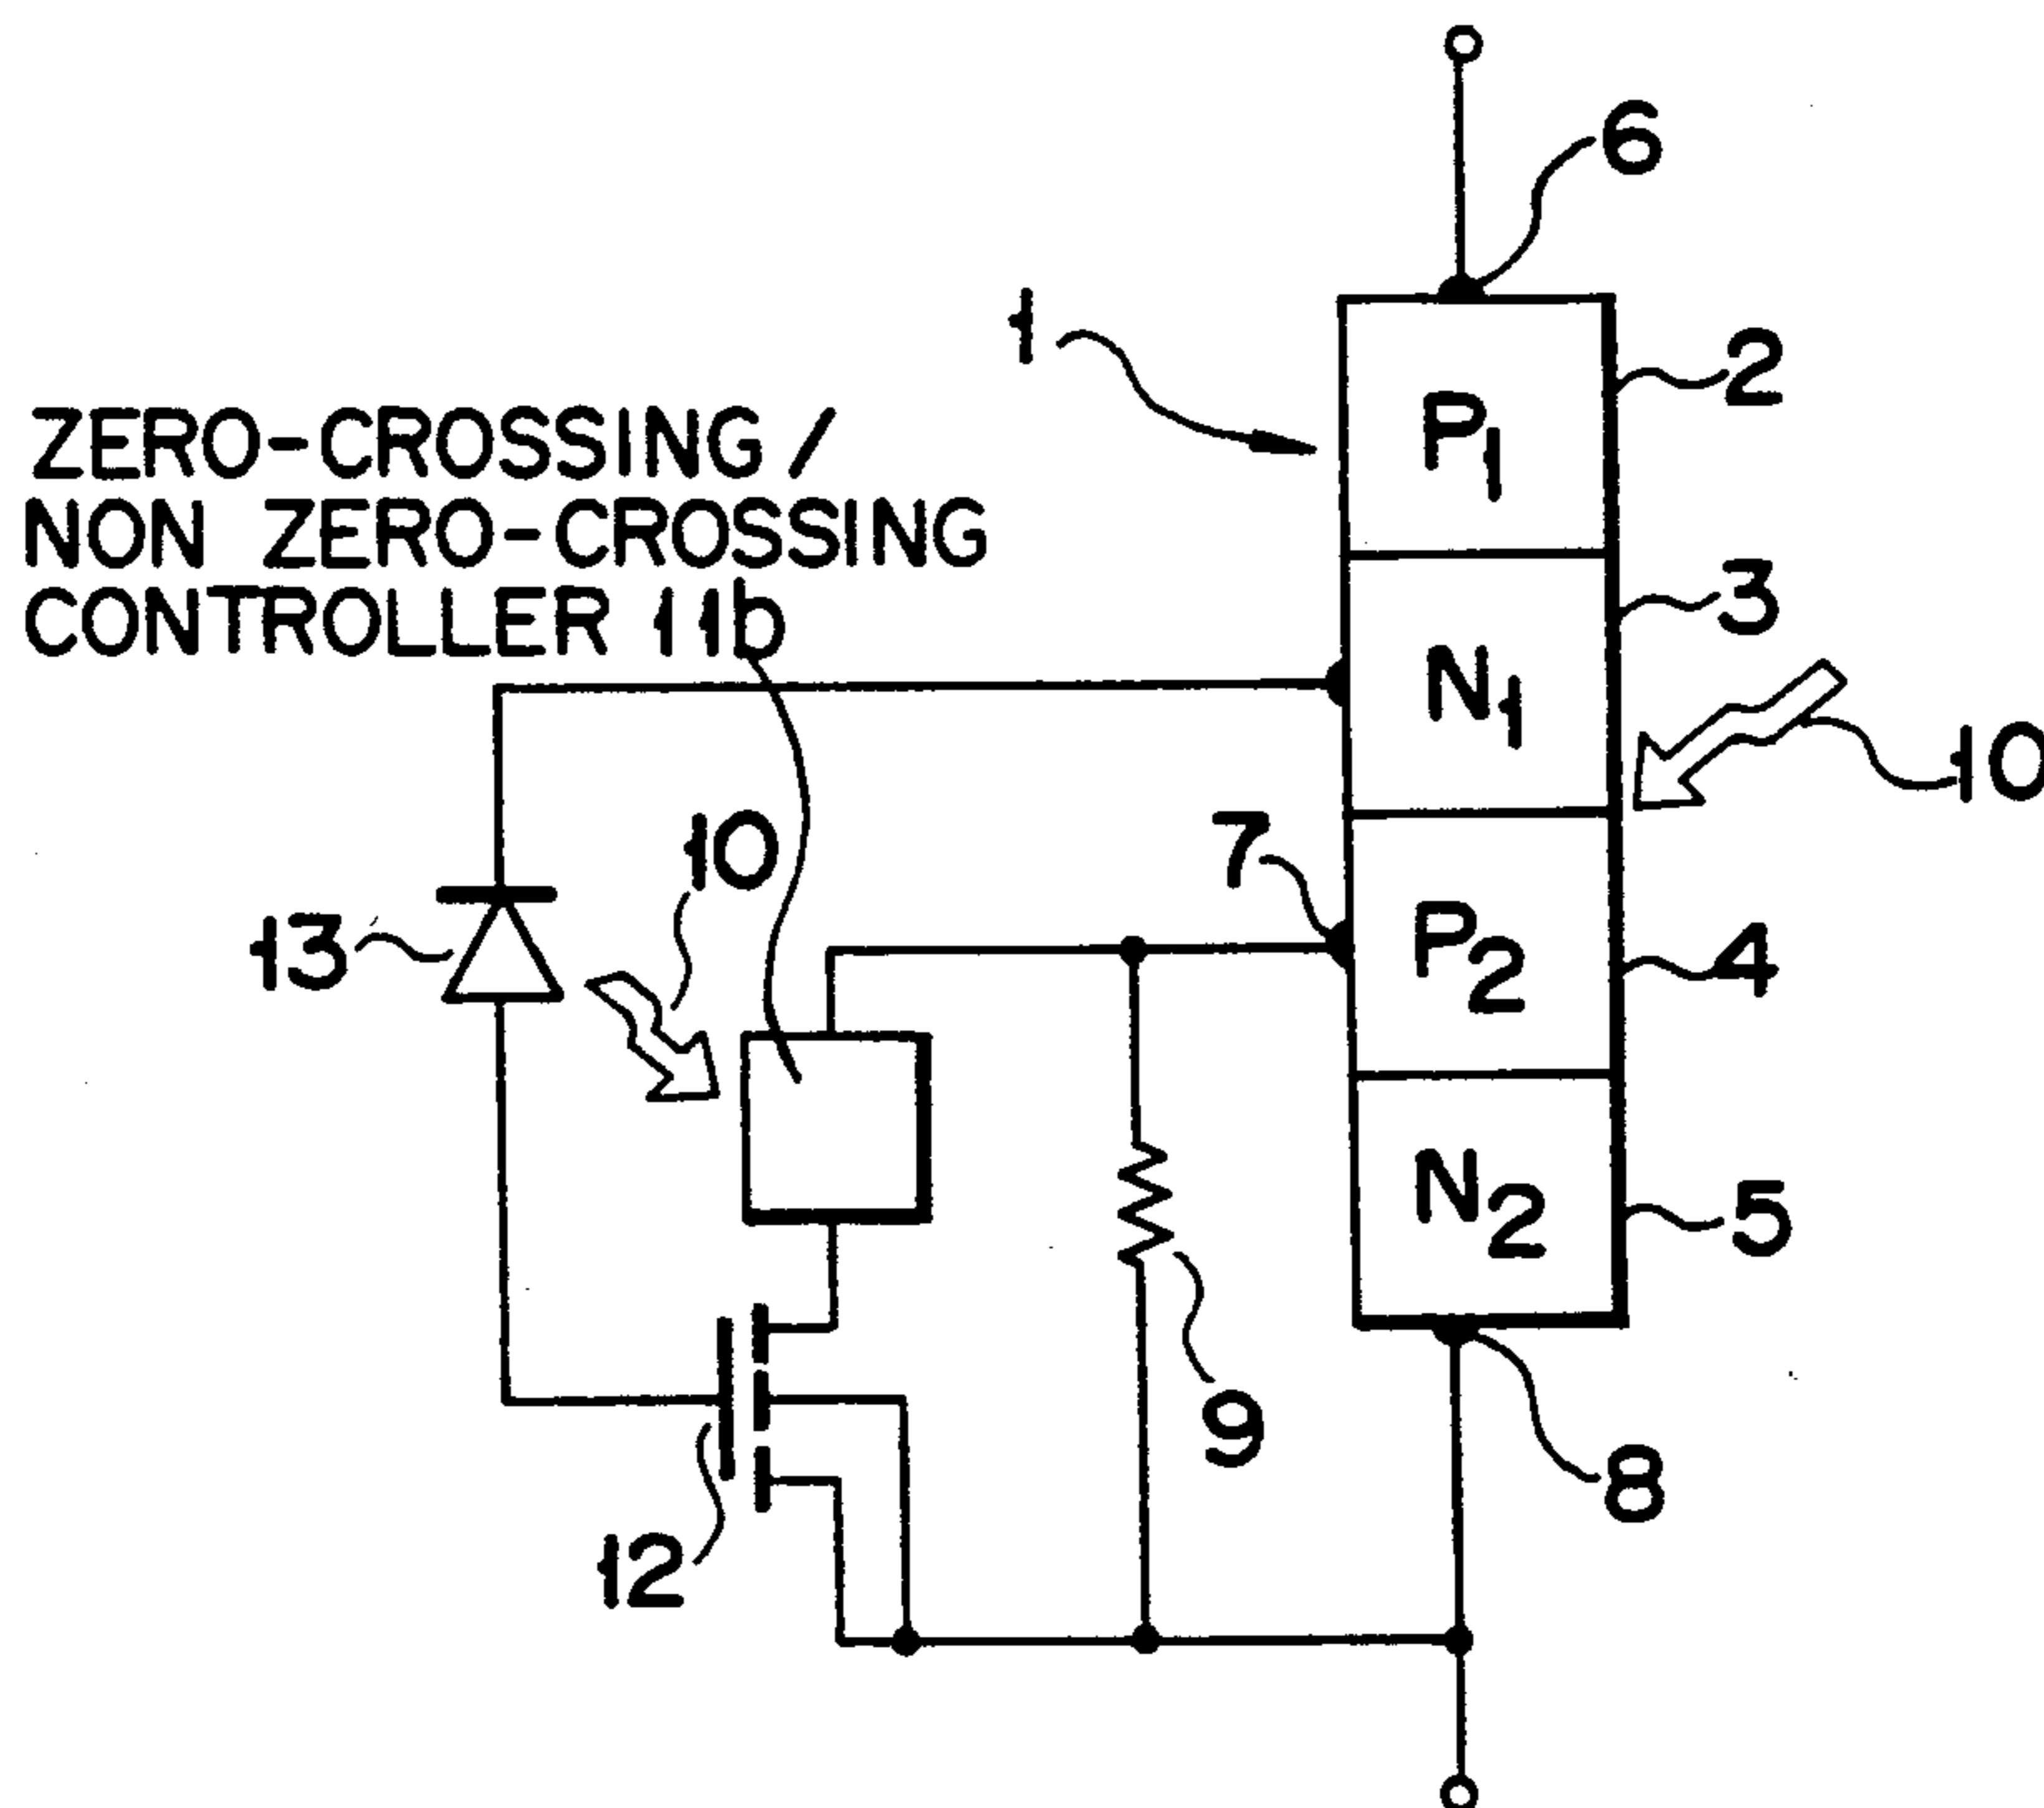 6
1
2
P1
ZERO-CROSSING/
NON ZERO-CROSSING
CONTROLLER 11b
3
N1
10
10
7
13
P2
4
N2
5
9
8
12